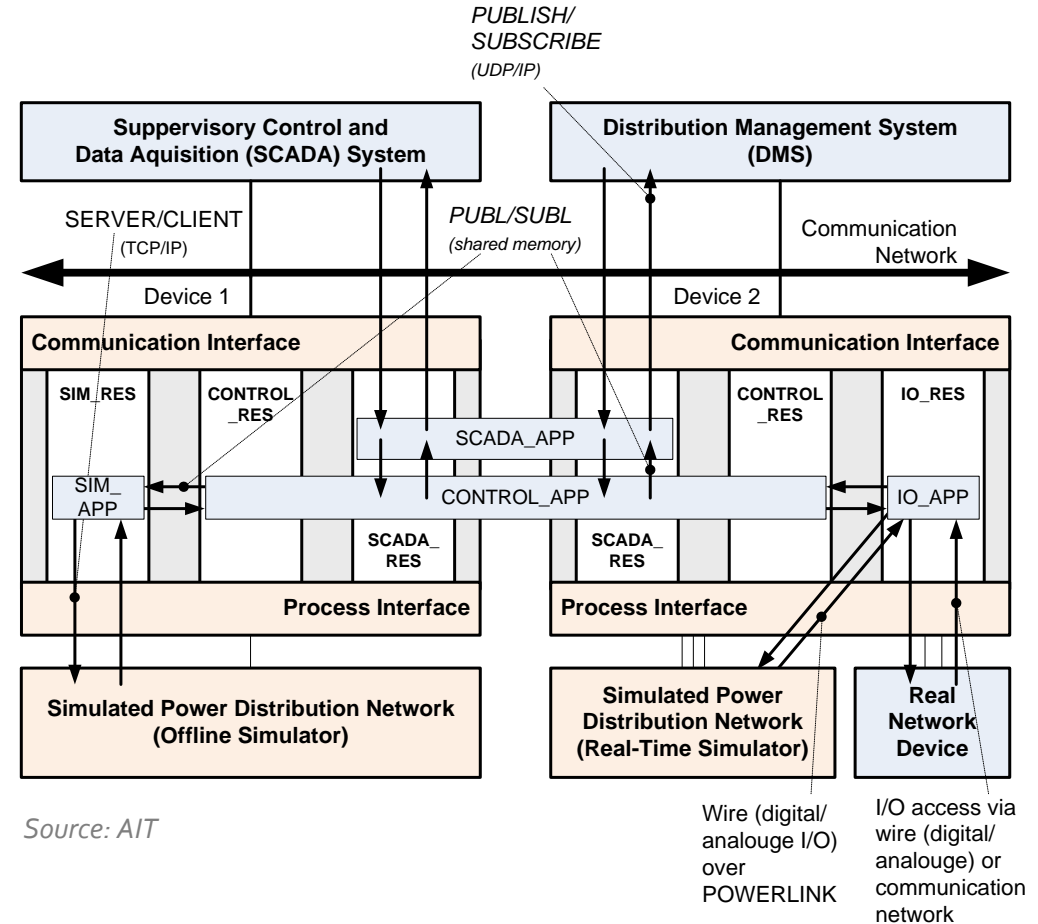 PUBLISH/
SUBSCRIBE
(UDP/IP)
Suppervisory Control and
Data Aquisition (SCADA) System
Distribution Management System
(DMS)
SERVER/CLIENT
(TCP/IP)
PUBL/SUBL
(shared memory)
Communication
Network
Device 1
Device 2
Communication Interface
Communication Interface
SIM_RES
CONTROL
_RES
CONTROL
_RES
IO_RES
SCADA_APP
SIM_
APP
CONTROL_APP
IO_APP
SCADA_
RES
SCADA_
RES
Process Interface
Process Interface
Simulated Power Distribution Network
(Offline Simulator)
Simulated Power
Distribution Network
(Real-Time Simulator)
Real
Network
Device
Source: AIT
Wire (digital/
analouge I/O)
over
POWERLINK
I/O access via
wire (digital/
analouge) or
communication
network